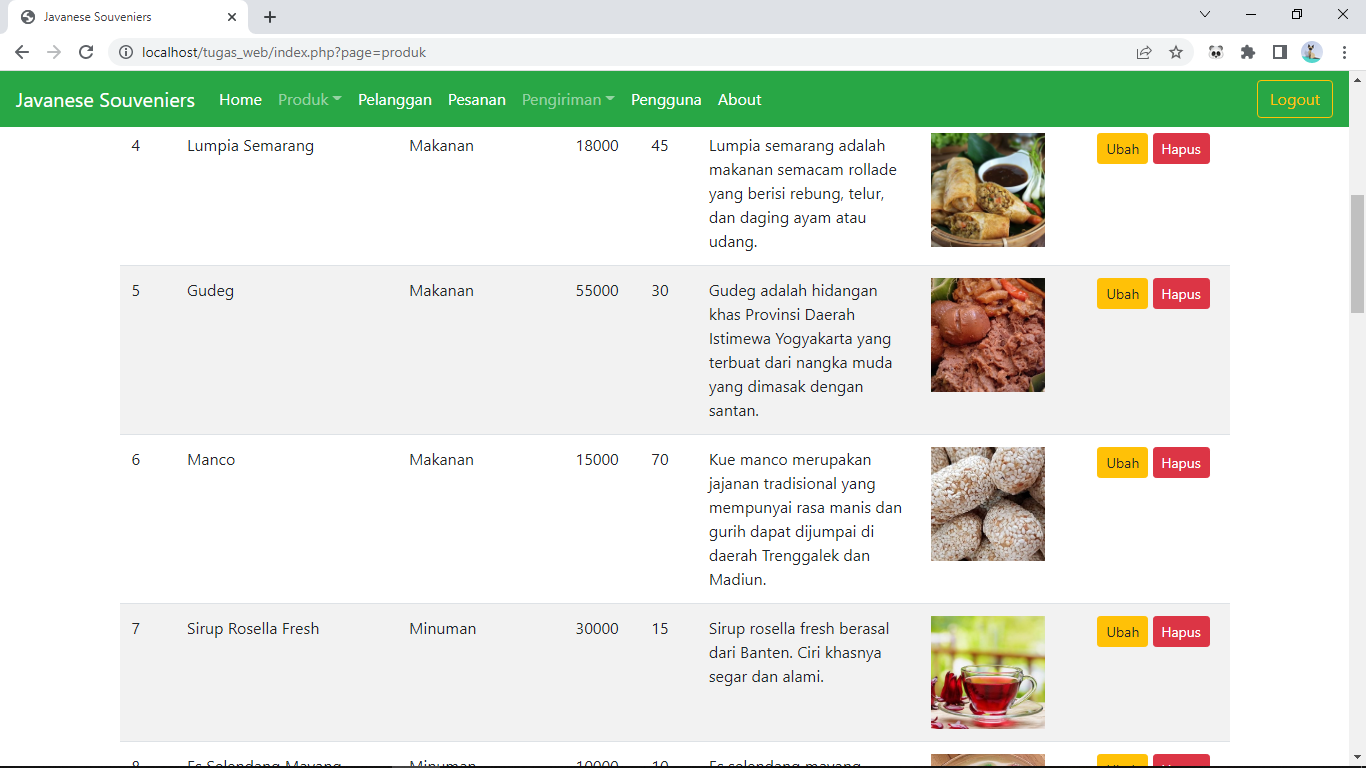 Javanese Souveniers
localhost/tugas_web/index.php?page=produk
Javanese Souveniers Home Produk Pelanggan Pesanan Pengiriman Pengguna About Logout
4 Lumpia Semarang Makanan 18000 45 Lumpia semarang adalah Ubah Hapus
makanan semacam rollade
yang berisi rebung, telur,
dan daging ayam atau
udang.
5 Gudeg Makanan 55000 30 Gudeg adalah hidangan Ubah Hapus
khas Provinsi Daerah
Istimewa Yogyakarta yang
terbuat dari nangka muda
yang dimasak dengan
santan.
6 Manco Makanan 15000 70 Kue manco merupakan Ubah Hapus
jajanan tradisional yang
mempunyai rasa manis dan
gurih dapat dijumpai di
daerah Trenggalek dan
Madiun.
7 Sirup Rosella Fresh Minuman 30000 15 Sirup rosella fresh berasal Ubah Hapus
dari Banten. Ciri khasnya
segar dan alami.
8 Es Selendang Mayang Minuman 10000 10 Es selendang mayang